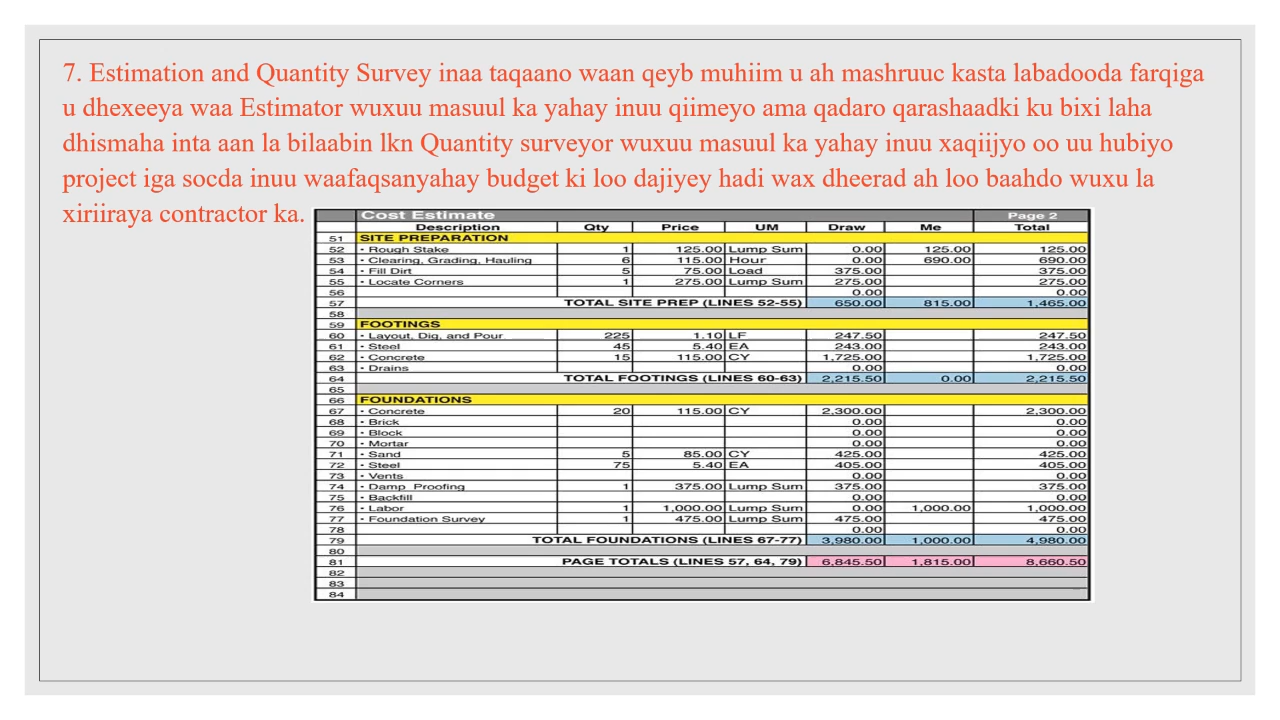 7. Estimation and Quantity Survey inaa taqaano waan qeyb muhiim u ah mashruuc kasta labadooda farqiga
u dhexeeya waa Estimator wuxuu masuul ka yahay inuu qiimeyo ama qadaro qarashaadki ku bixi laha
dhismaha inta aan la bilaabin lkn Quantity surveyor wuxuu masuul ka yahay inuu xaqiijyo oo uu hubiyo
project iga socda inuu waafaqsanyahay budget ki loo dajiyey hadi wax dheerad ah loo baahdo wuxu la
xiriiraya contractor ka.
Cost Estimate Page 2
Description Qty Price UM Draw Me Total
51 SITE PREPARATION
52 • Rough Stake 1 125.00 Lump Sum 0.00 125.00 125.00
53 • Clearing, Grading, Hauling 6 115.00 Hour 0.00 690.00 690.00
54 • Fill Dirt 5 75.00 Load 375.00 375.00
55 • Locate Corners 1 275.00 Lump Sum 275.00 275.00
56 0.00 0.00
57 TOTAL SITE PREP (LINES 52-55) 650.00 815.00 1,465.00
58
59 FOOTINGS
60 • Layout, Dig, and Pour 225 1.10 LF 247.50 247.50
61 • Steel 45 5.40 EA 243.00 243.00
62 • Concrete 15 115.00 CY 1,725.00 1,725.00
63 • Drains 0.00 0.00
64 TOTAL FOOTINGS (LINES 60-63) 2,215.50 0.00 2,215.50
65
66 FOUNDATIONS
67 • Concrete 20 115.00 CY 2,300.00 2,300.00
68 • Brick 0.00 0.00
69 • Block 0.00 0.00
70 • Mortar 0.00 0.00
71 • Sand 5 85.00 CY 425.00 425.00
72 • Steel 75 5.40 EA 405.00 405.00
73 • Vents 0.00 0.00
74 • Damp Proofing 1 375.00 Lump Sum 375.00 375.00
75 • Backfill 0.00 0.00
76 • Labor 1 1,000.00 Lump Sum 0.00 1,000.00 1,000.00
77 • Foundation Survey 1 475.00 Lump Sum 475.00 475.00
78 0.00 0.00
79 TOTAL FOUNDATIONS (LINES 67-77) 3,980.00 1,000.00 4,980.00
80
81 PAGE TOTALS (LINES 57, 64, 79) 6,845.50 1,815.00 8,660.50
82
83
84